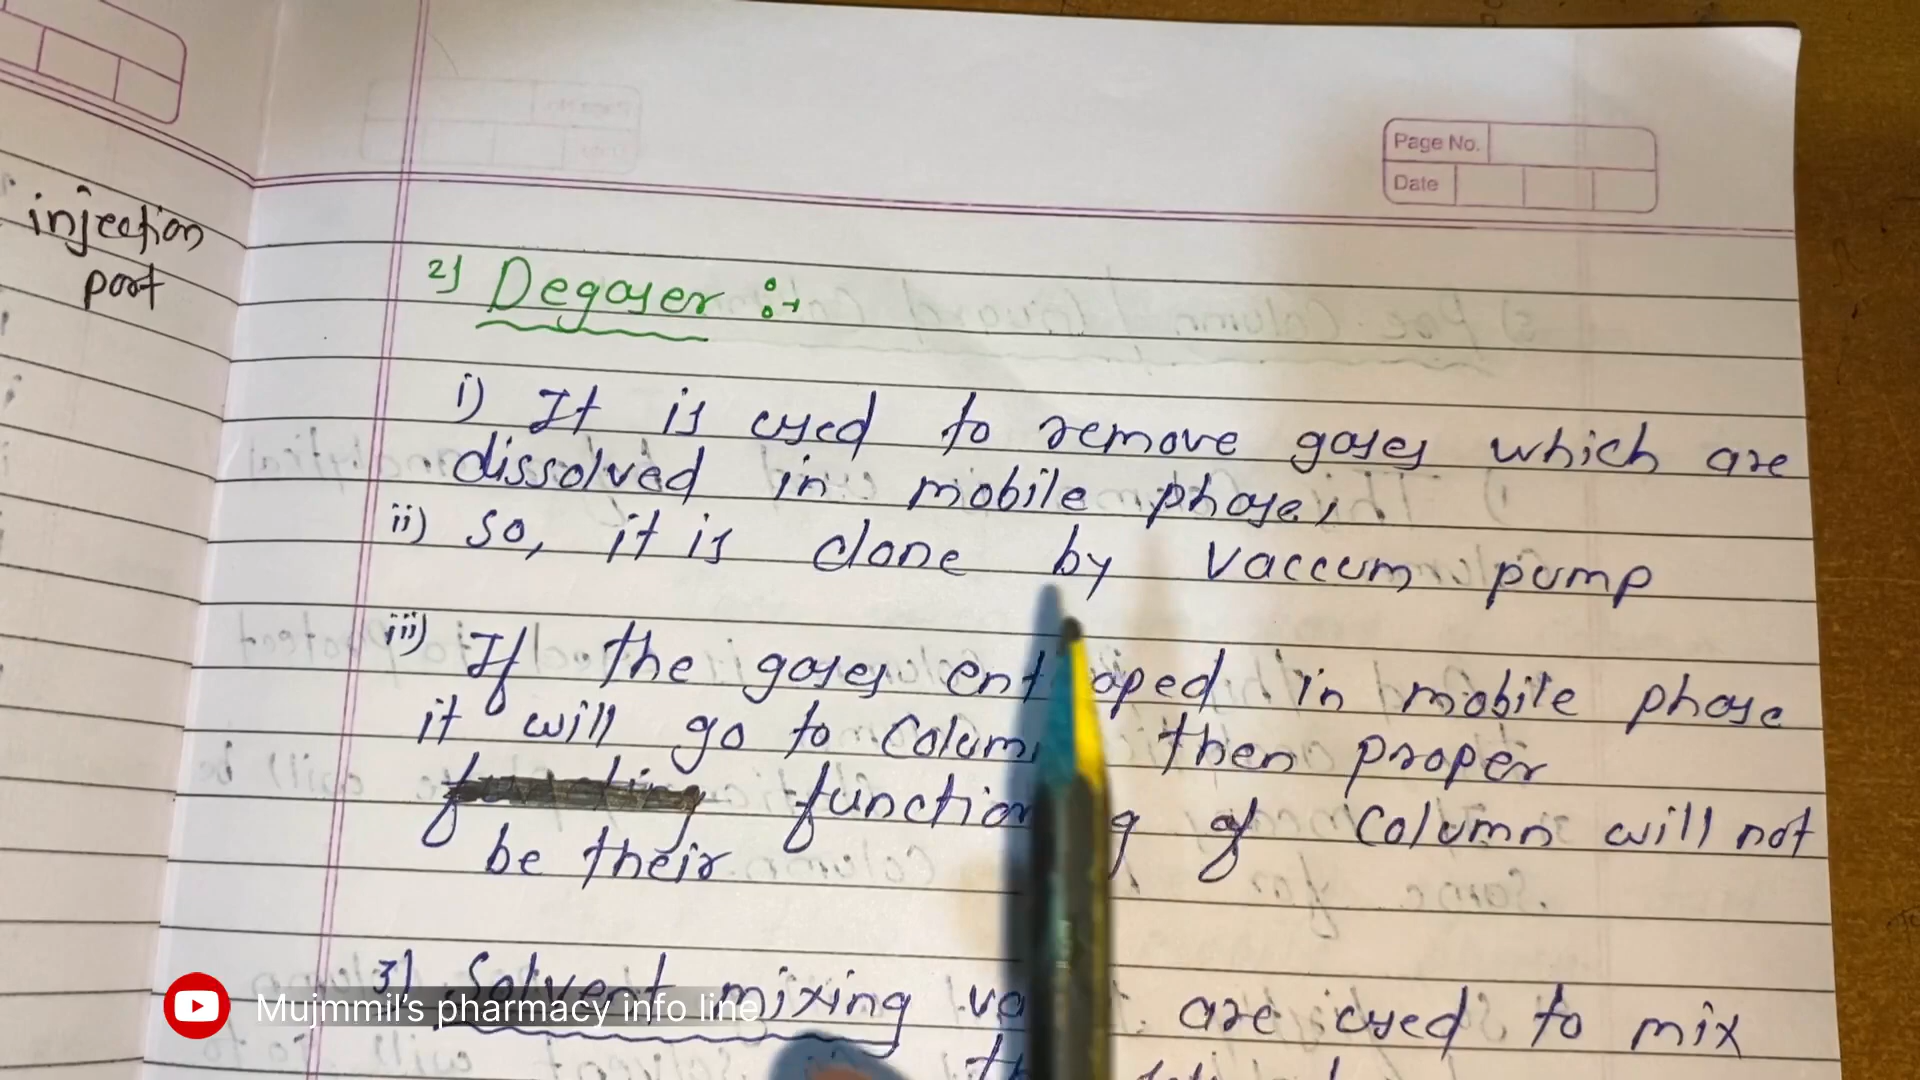 injection
port
Page No.
Date
2) Degaser :→
i) It is used to remove gases which are
dissolved in mobile phase,
ii) so, it is done by vaccum pump
iii) If the gases ent aped in mobile phase
it will go to Colum then proper
function g of Column will not
be their
3) Solvent mixing va are used to mix
Mujmmil's pharmacy info line